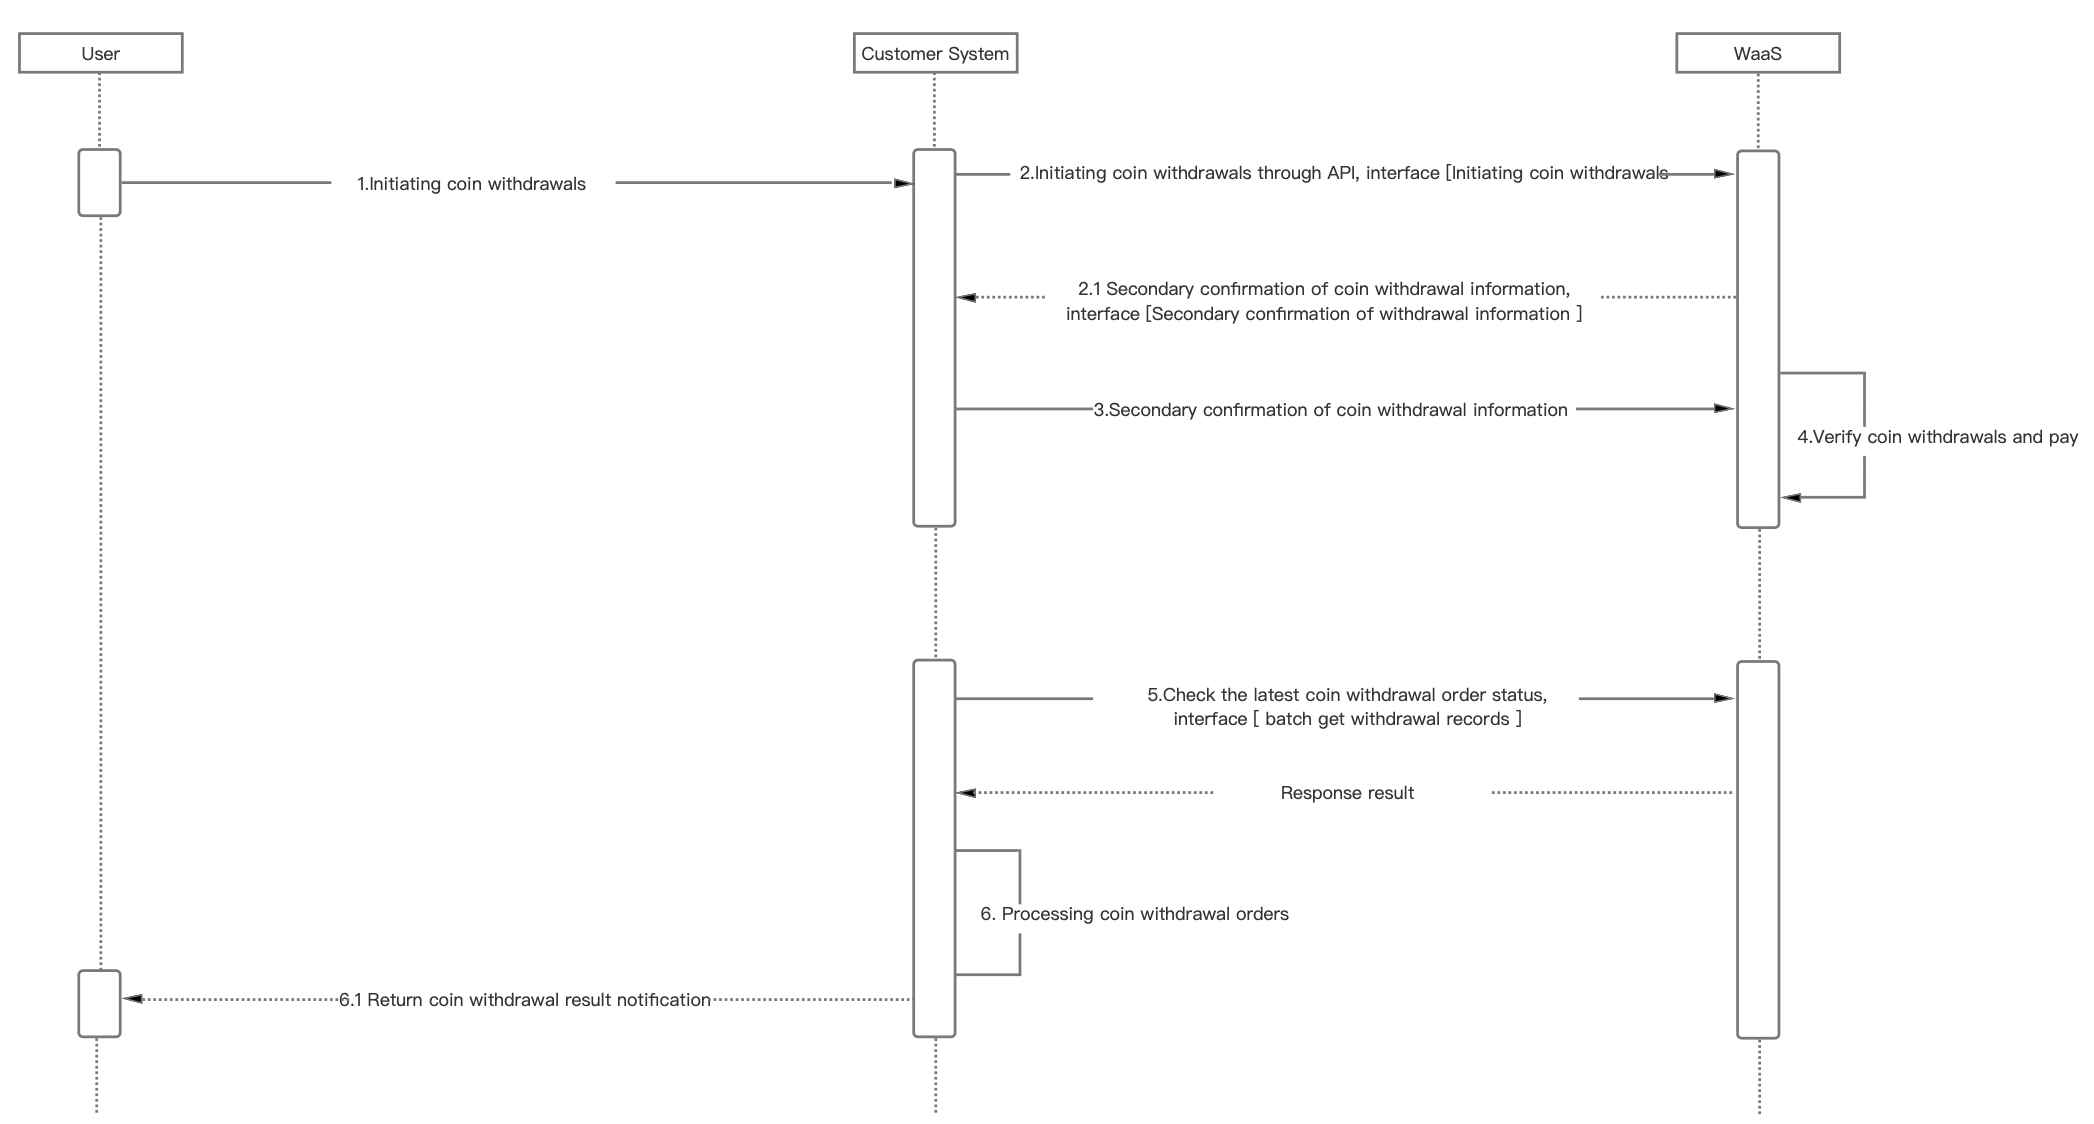 User
Customer System
WaaS
1.Initiating coin withdrawals
2.Initiating coin withdrawals through API, interface [Initiating coin withdrawals
2.1 Secondary confirmation of coin withdrawal information,
interface [Secondary confirmation of withdrawal information ]
3.Secondary confirmation of coin withdrawal information
4.Verify coin withdrawals and pay
5.Check the latest coin withdrawal order status,
interface [ batch get withdrawal records ]
Response result
6. Processing coin withdrawal orders
6.1 Return coin withdrawal result notification